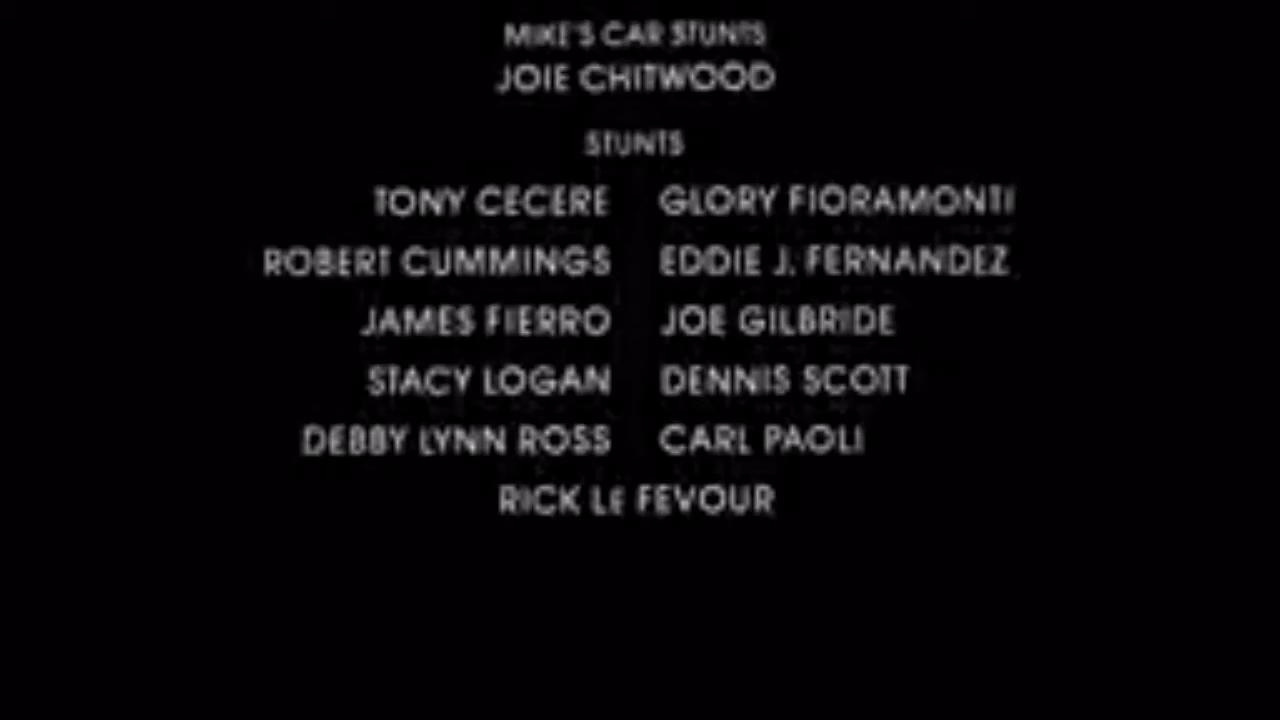 MIKE'S CAR STUNTS
JOIE CHITWOOD
STUNTS
TONY CECERE GLORY FIORAMONTI
ROBERT CUMMINGS EDDIE J. FERNANDEZ
JAMES FIERRO JOE GILBRIDE
STACY LOGAN DENNIS SCOTT
DEBBY LYNN ROSS CARL PAOLI
RICK LE FEVOUR